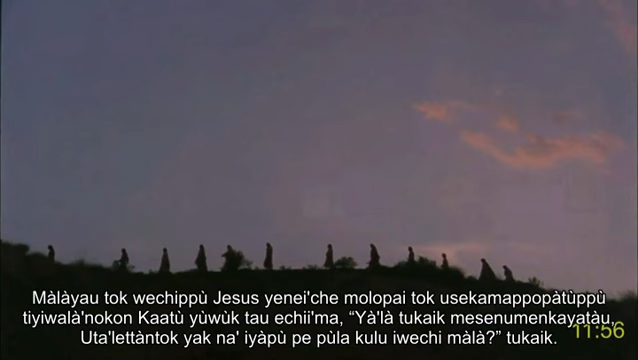 Màlàyau tok wechippù Jesus yenei'che molopai tok usekamappopàtùppù
tiyiwalà'nokon Kaatù yùwùk tau echii'ma, “Yà'là tukaik mesenumenkayatàu,
Uta'lettàntok yak na' iyàpù pe pùla kulu iwechi màlà?” tukaik.
11:56